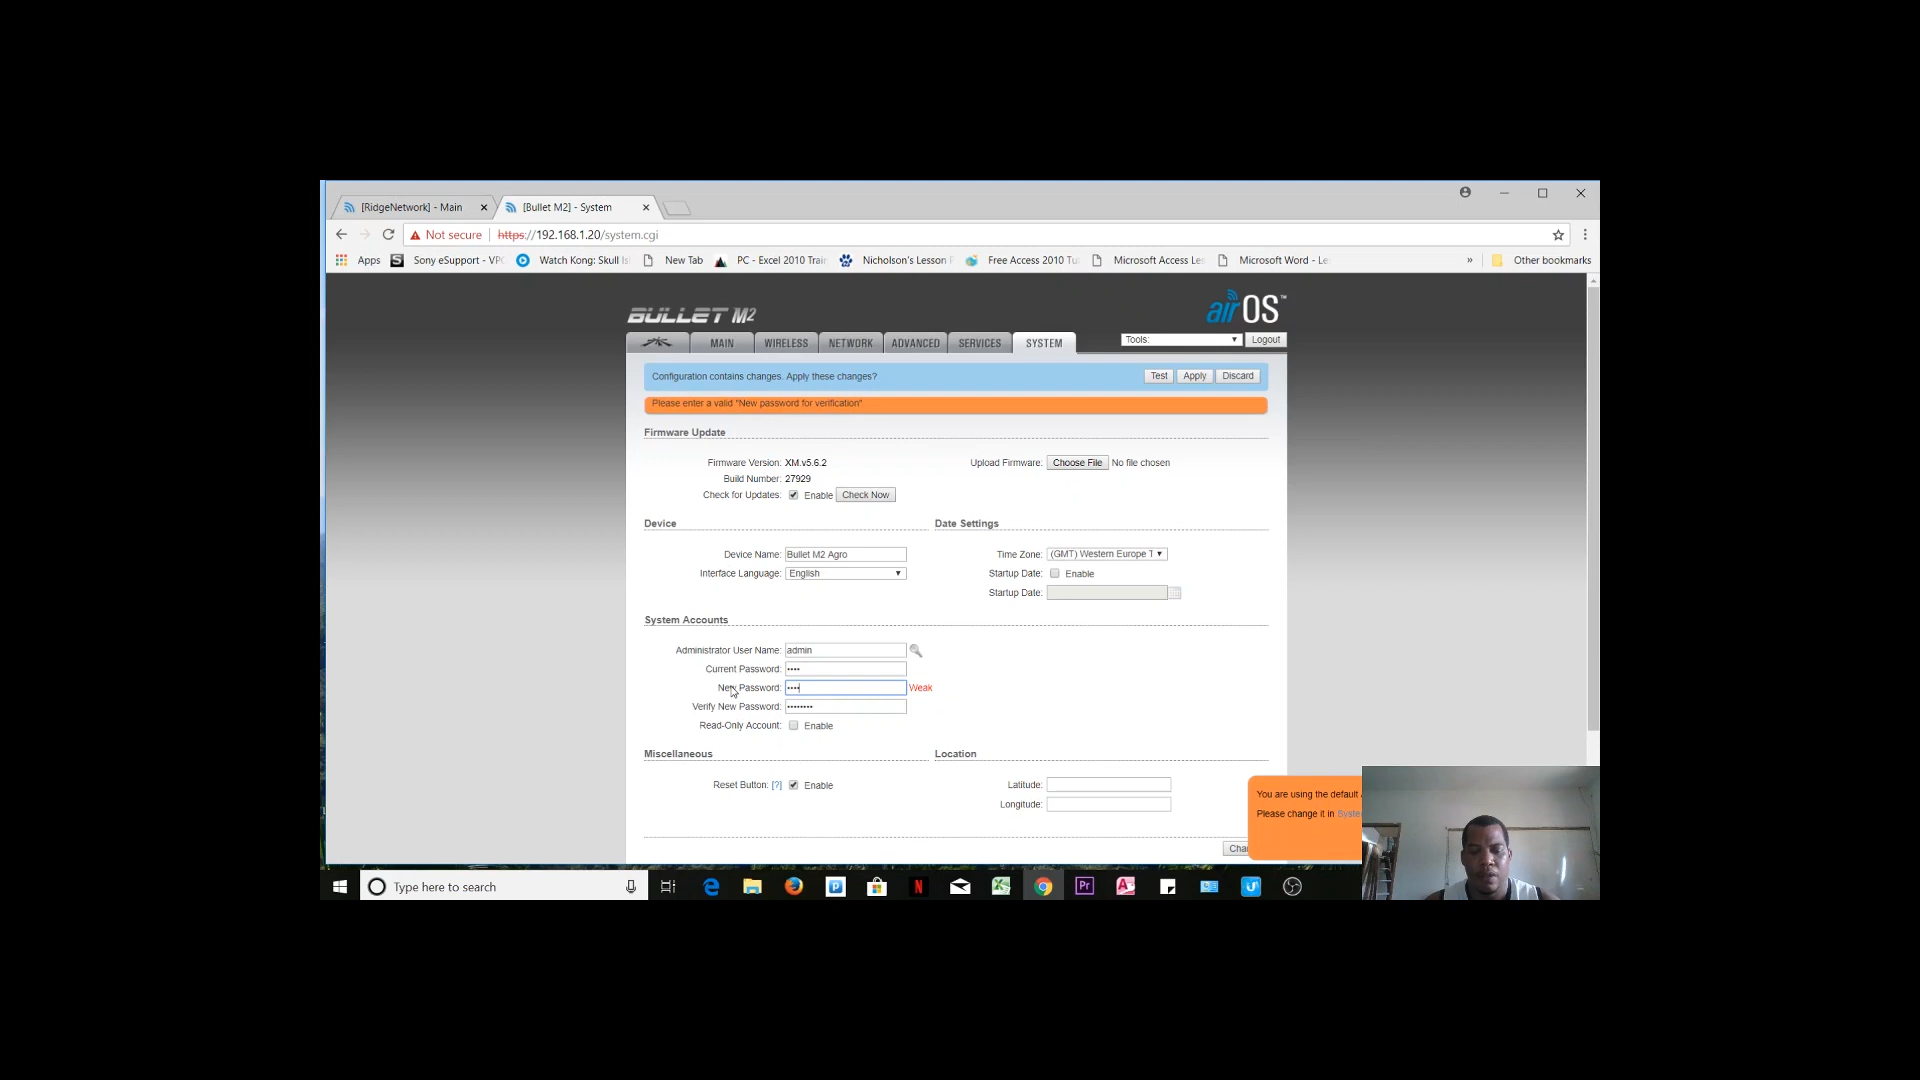 [RidgeNetwork] - Main
[Bullet M2] - System
Not secure
https://192.168.1.20/system.cgi
Apps
Sony eSupport - VPC
Watch Kong: Skull Is
New Tab
PC - Excel 2010 Train
Nicholson's Lesson P
Free Access 2010 Tu
Microsoft Access Les
Microsoft Word - Le
»
Other bookmarks
BULLET M2
airOS™
MAIN
WIRELESS
NETWORK
ADVANCED
SERVICES
SYSTEM
Tools:
Logout
Configuration contains changes. Apply these changes?
Test
Apply
Discard
Please enter a valid "New password for verification"
Firmware Update
Firmware Version: XM.v5.6.2
Upload Firmware: Choose File No file chosen
Build Number: 27929
Check for Updates: Enable Check Now
Device
Date Settings
Device Name: Bullet M2 Agro
Time Zone: (GMT) Western Europe T
Interface Language: English
Startup Date: Enable
Startup Date:
System Accounts
Administrator User Name: admin
Current Password: ••••
New Password: •••• Weak
Verify New Password: ••••••••
Read-Only Account: Enable
Miscellaneous
Location
Reset Button: [?] Enable
Latitude:
Longitude:
You are using the default
Please change it in Syste
Cha
Type here to search